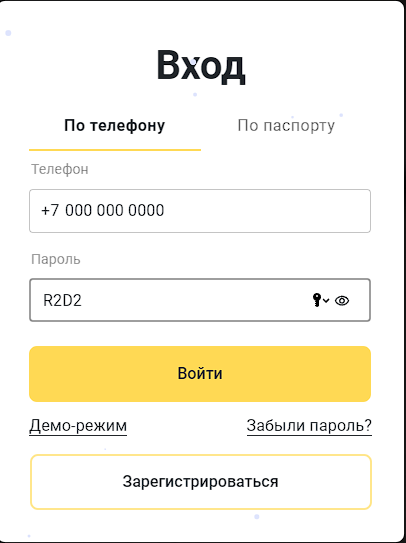 Вход
По телефону По паспорту
Телефон
+7 000 000 0000
Пароль
R2D2
Войти
Демо-режим Забыли пароль?
Зарегистрироваться